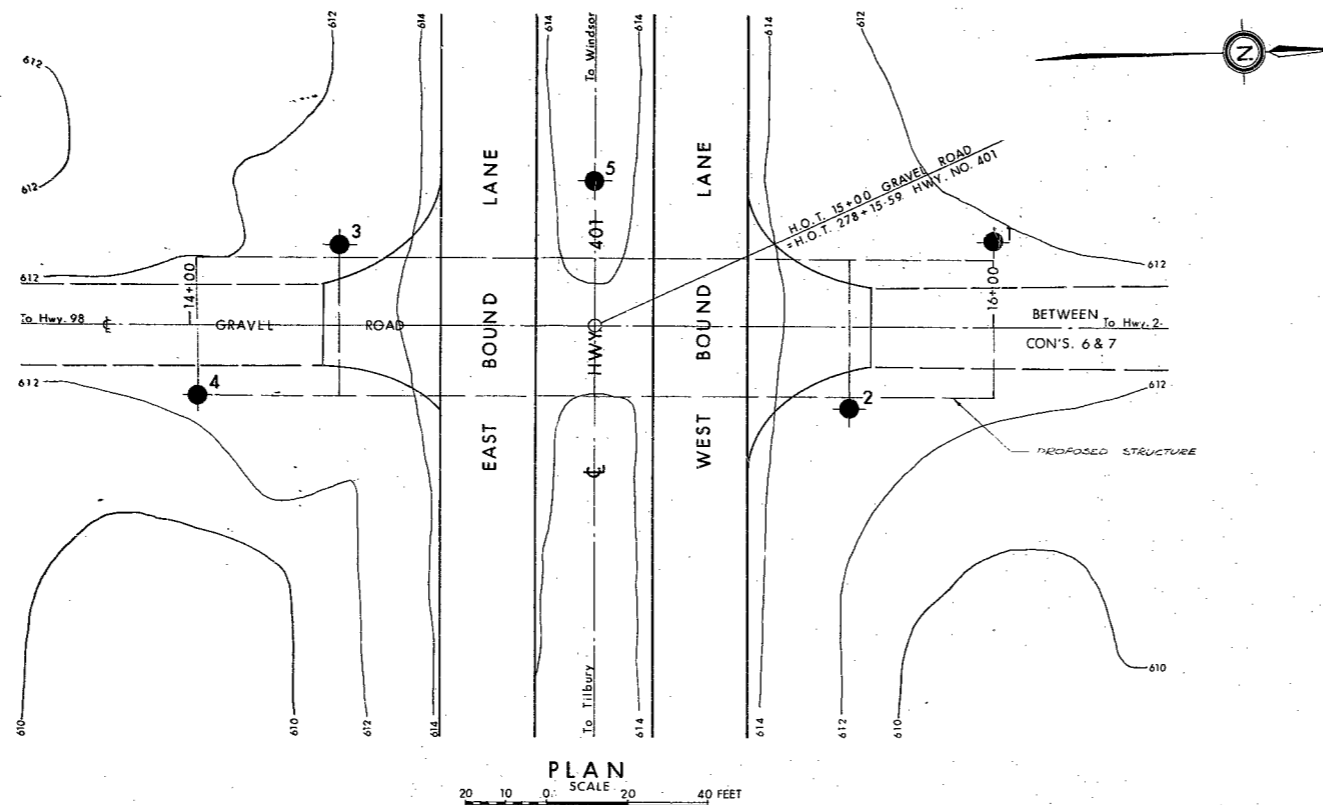 612
614
614
To Windsor
614
614
612
N
612
612
LANE
5
LANE
H.O.T. 15+00 GRAVEL ROAD
= H.O.T. 278+15·59 HWY. NO. 401
3
401
1
612
14+00
16+00
612
To Hwy. 98
℄
GRAVEL ROAD
BOUND
HWY.
BOUND
BETWEEN
CON'S. 6 & 7
To Hwy. 2
612
4
2
612
EAST
℄
WEST
PROPOSED STRUCTURE
To Tilbury
610
610
610
612
614
614
614
612
610
PLAN
SCALE
20 10 0 20 40 FEET